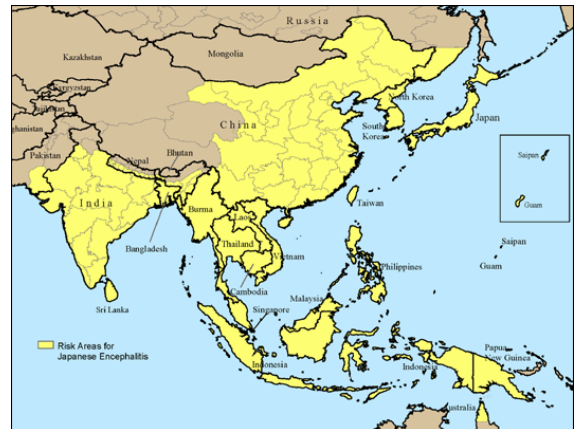 Russia
Kazakhstan
Mongolia
Kyrgyzstan
Tajikistan
North Korea
China
Japan
South
Korea
Pakistan
Nepal
Bhutan
Saipan
India
Burma
Taiwan
Guam
Laos
Bangladesh
Thailand
Vietnam
Saipan
Philippines
Guam
Cambodia
Sri Lanka
Malaysia
Singapore
Risk Areas for
Japanese Encephalitis
Indonesia
Indonesia
Papua
New Guinea